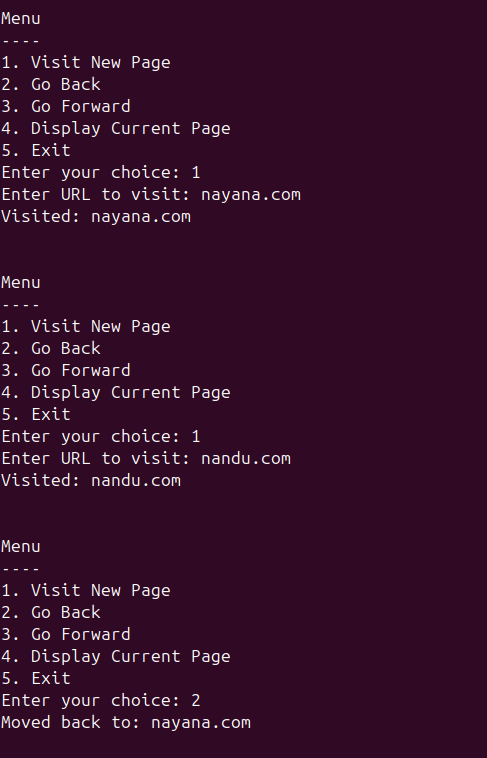 Menu
----
1. Visit New Page
2. Go Back
3. Go Forward
4. Display Current Page
5. Exit
Enter your choice: 1
Enter URL to visit: nayana.com
Visited: nayana.com
Menu
----
1. Visit New Page
2. Go Back
3. Go Forward
4. Display Current Page
5. Exit
Enter your choice: 1
Enter URL to visit: nandu.com
Visited: nandu.com
Menu
----
1. Visit New Page
2. Go Back
3. Go Forward
4. Display Current Page
5. Exit
Enter your choice: 2
Moved back to: nayana.com